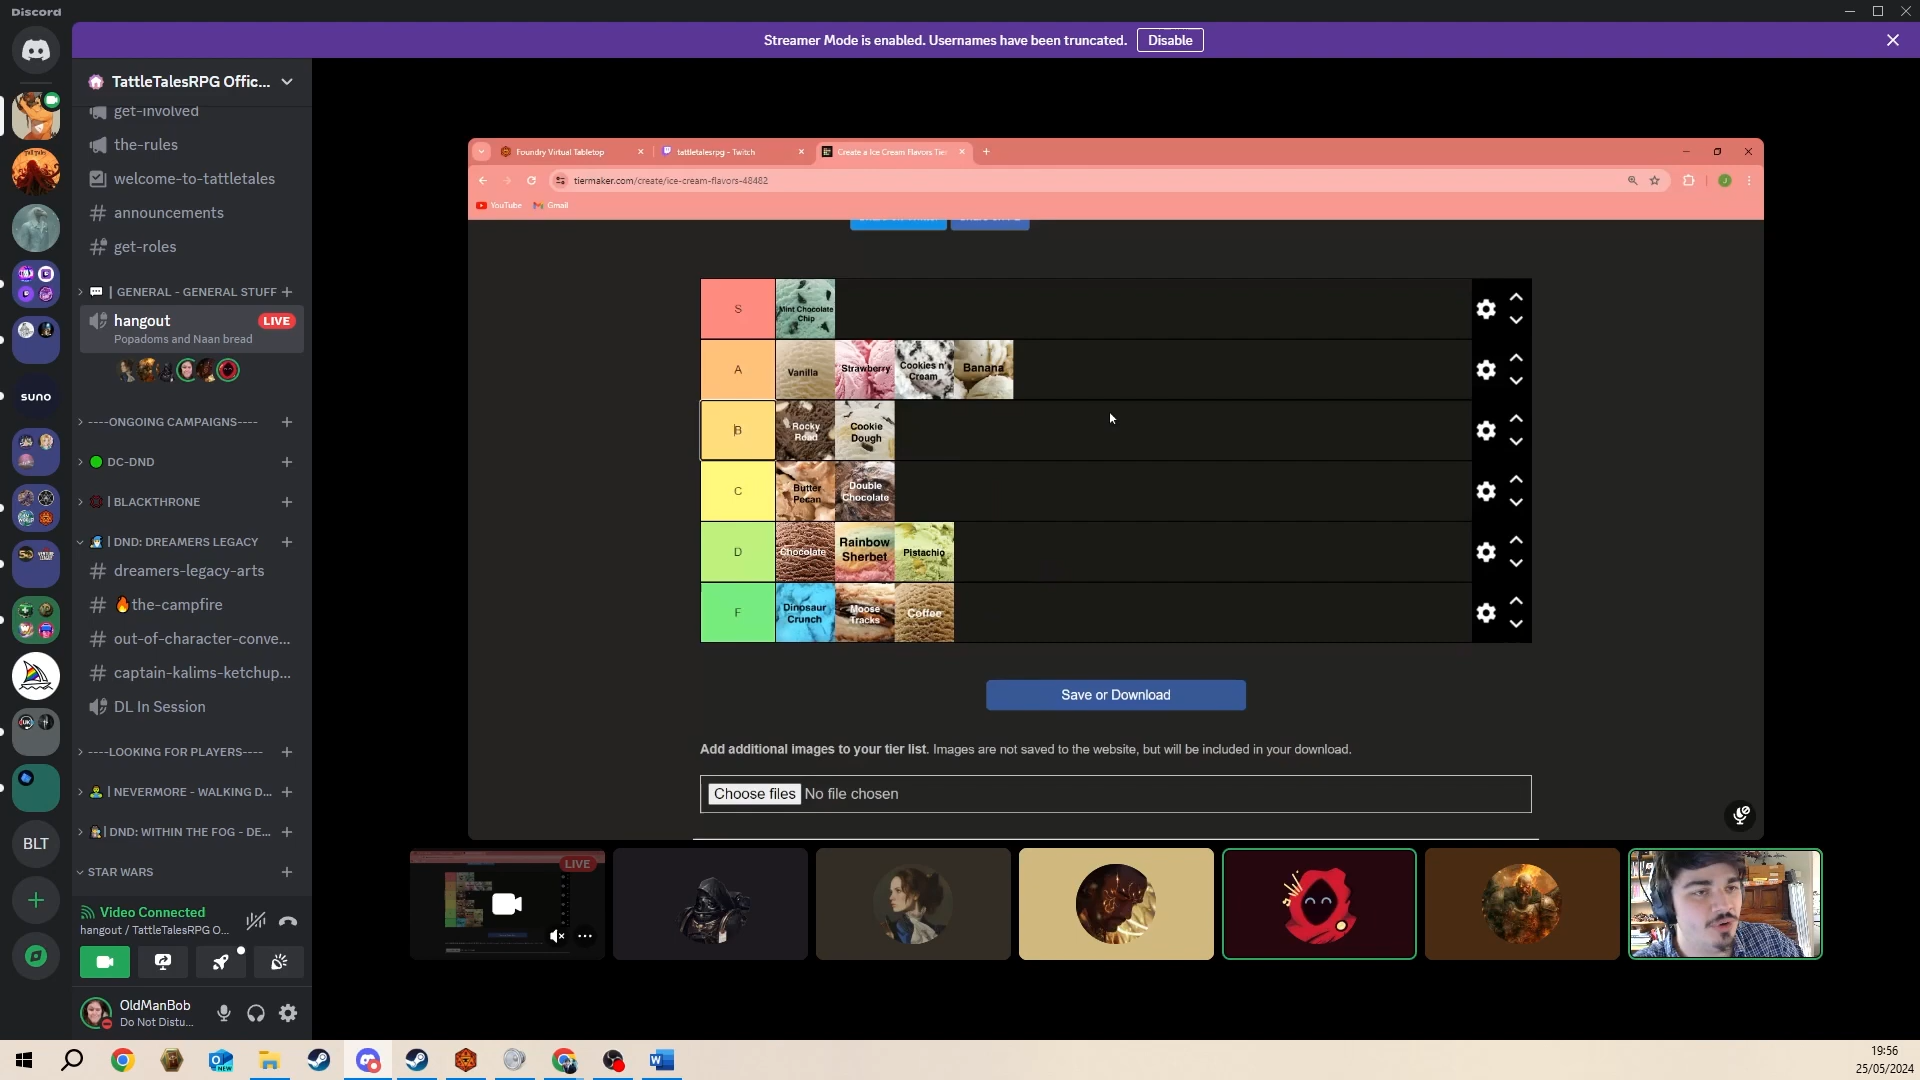 Discord
Streamer Mode is enabled. Usernames have been truncated.
Disable
TattleTalesRPG Offic...
get-involved
the-rules
welcome-to-tattletales
announcements
get-roles
| GENERAL - GENERAL STUFF
hangout
LIVE
Popadoms and Naan bread
----ONGOING CAMPAIGNS----
DC-DND
| BLACKTHRONE
| DND: DREAMERS LEGACY
dreamers-legacy-arts
the-campfire
out-of-character-conve...
captain-kalims-ketchup...
DL In Session
----LOOKING FOR PLAYERS----
| NEVERMORE - WALKING D...
| DND: WITHIN THE FOG - DE...
STAR WARS
Video Connected
hangout / TattleTalesRPG O...
OldManBob
Do Not Distu...
suno
BLT
Foundry Virtual Tabletop
tattletalesrpg - Twitch
Create a Ice Cream Flavors Tier
tiermaker.com/create/ice-cream-flavors-48482
YouTube
Gmail
S
Mint Chocolate
Chip
A
Vanilla
Strawberry
Cookies n'
Cream
Banana
B
Rocky
Road
Cookie
Dough
C
Butter
Pecan
Double
Chocolate
D
Chocolate
Rainbow
Sherbet
Pistachio
F
Dinosaur
Crunch
Moose
Tracks
Coffee
Save or Download
Add additional images to your tier list. Images are not saved to the website, but will be included in your download.
Choose files No file chosen
LIVE
19:56
25/05/2024